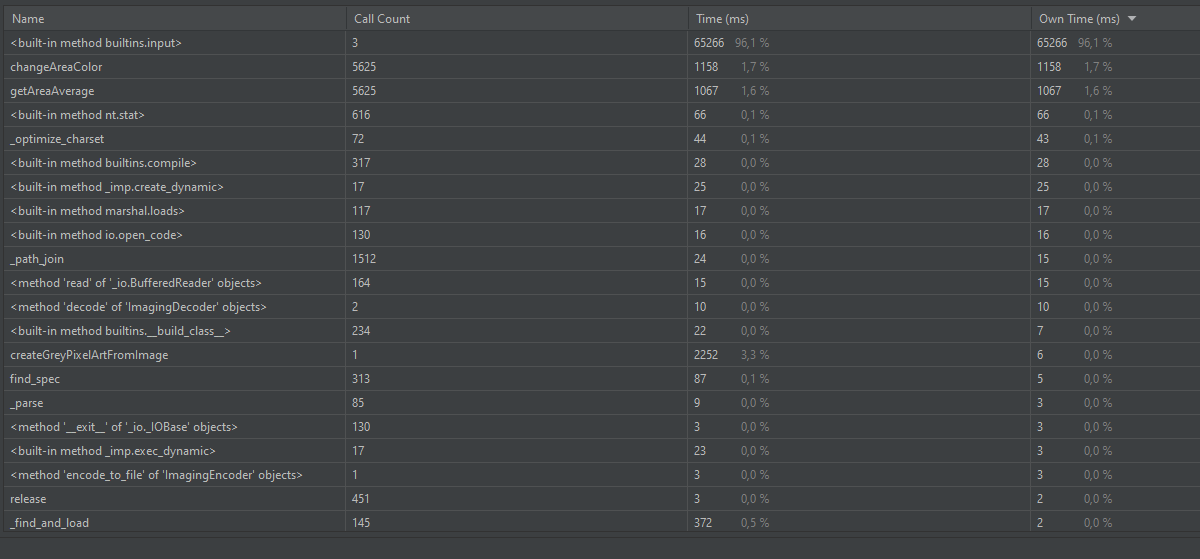 Name Call Count Time (ms) Own Time (ms)
<built-in method builtins.input> 3 65266 96,1 % 65266 96,1 %
changeAreaColor 5625 1158 1,7 % 1158 1,7 %
getAreaAverage 5625 1067 1,6 % 1067 1,6 %
<built-in method nt.stat> 616 66 0,1 % 66 0,1 %
_optimize_charset 72 44 0,1 % 43 0,1 %
<built-in method builtins.compile> 317 28 0,0 % 28 0,0 %
<built-in method _imp.create_dynamic> 17 25 0,0 % 25 0,0 %
<built-in method marshal.loads> 117 17 0,0 % 17 0,0 %
<built-in method io.open_code> 130 16 0,0 % 16 0,0 %
_path_join 1512 24 0,0 % 15 0,0 %
<method 'read' of '_io.BufferedReader' objects> 164 15 0,0 % 15 0,0 %
<method 'decode' of 'ImagingDecoder' objects> 2 10 0,0 % 10 0,0 %
<built-in method builtins.__build_class__> 234 22 0,0 % 7 0,0 %
createGreyPixelArtFromImage 1 2252 3,3 % 6 0,0 %
find_spec 313 87 0,1 % 5 0,0 %
_parse 85 9 0,0 % 3 0,0 %
<method '__exit__' of '_io._IOBase' objects> 130 3 0,0 % 3 0,0 %
<built-in method _imp.exec_dynamic> 17 23 0,0 % 3 0,0 %
<method 'encode_to_file' of 'ImagingEncoder' objects> 1 3 0,0 % 3 0,0 %
release 451 3 0,0 % 2 0,0 %
_find_and_load 145 372 0,5 % 2 0,0 %